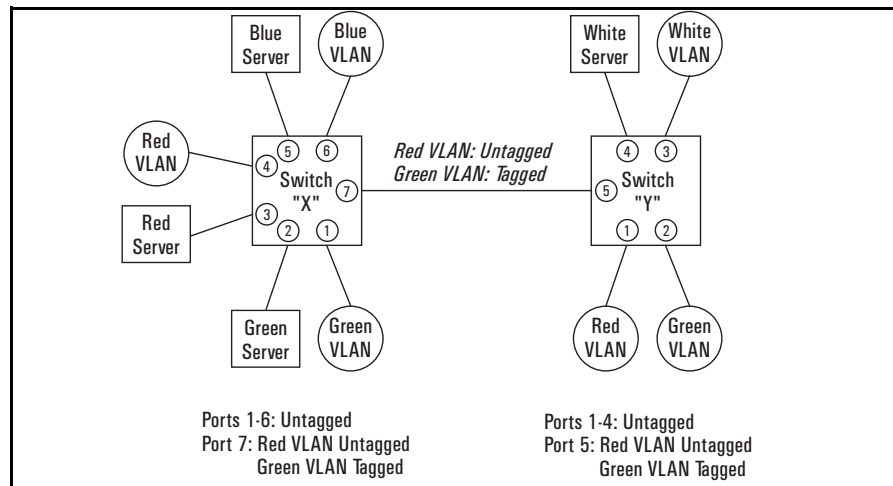 Blue
Server
Blue
VLAN
White
Server
White
VLAN
Red
VLAN
Red
Server
5
6
4
Switch
"X"
7
3
2
1
Red VLAN: Untagged
Green VLAN: Tagged
4
3
Switch
5
"Y"
1
2
Green
Server
Green
VLAN
Red
VLAN
Green
VLAN
Ports 1-6: Untagged
Port 7: Red VLAN Untagged
Green VLAN Tagged
Ports 1-4: Untagged
Port 5: Red VLAN Untagged
Green VLAN Tagged